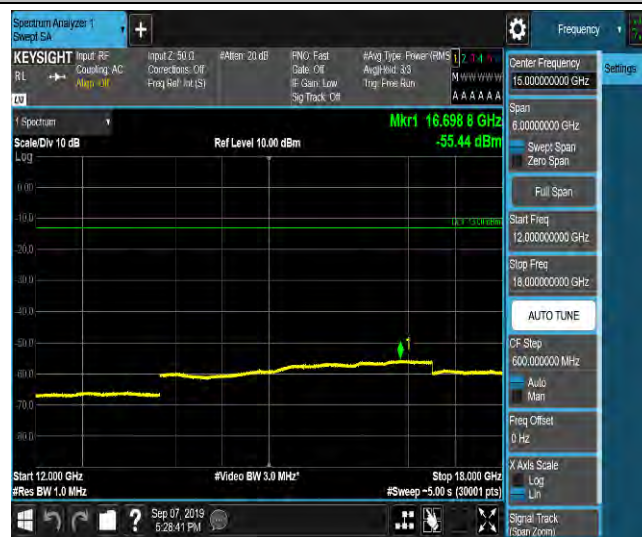 Spectrum Analyzer 1
Swept SA
+
Frequency
KEYSIGHT
Input: RF
Coupling: AC
Align: Off
RL
LW
Input Z: 50 Ω
Corrections: Off
Freq Ref: Int (S)
#Atten: 20 dB
PNO: Fast
Gate: Off
IF Gain: Low
Sig Track: Off
#Avg Type: Power (RMS
Avg|Hold: 3/3
Trig: Free Run
1 2 3 4 5
M W W W W W
A A A A A A
1 Spectrum
Scale/Div 10 dB
Log
Ref Level 10.00 dBm
Mkr1 16.698 8 GHz
-55.44 dBm
0.00
-10.0
DL1 -13.00 dBm
-20.0
-30.0
-40.0
-50.0
-60.0
-70.0
-80.0
1
Start 12.000 GHz
#Res BW 1.0 MHz
#Video BW 3.0 MHz*
Stop 18.000 GHz
#Sweep ~5.00 s (30001 pts)
Sep 07, 2019
5:28:41 PM
Center Frequency
15.000000000 GHz
Settings
Span
6.00000000 GHz
Swept Span
Zero Span
Full Span
Start Freq
12.000000000 GHz
Stop Freq
18.000000000 GHz
AUTO TUNE
CF Step
600.000000 MHz
Auto
Man
Freq Offset
0 Hz
X Axis Scale
Log
Lin
Signal Track
(Span Zoom)